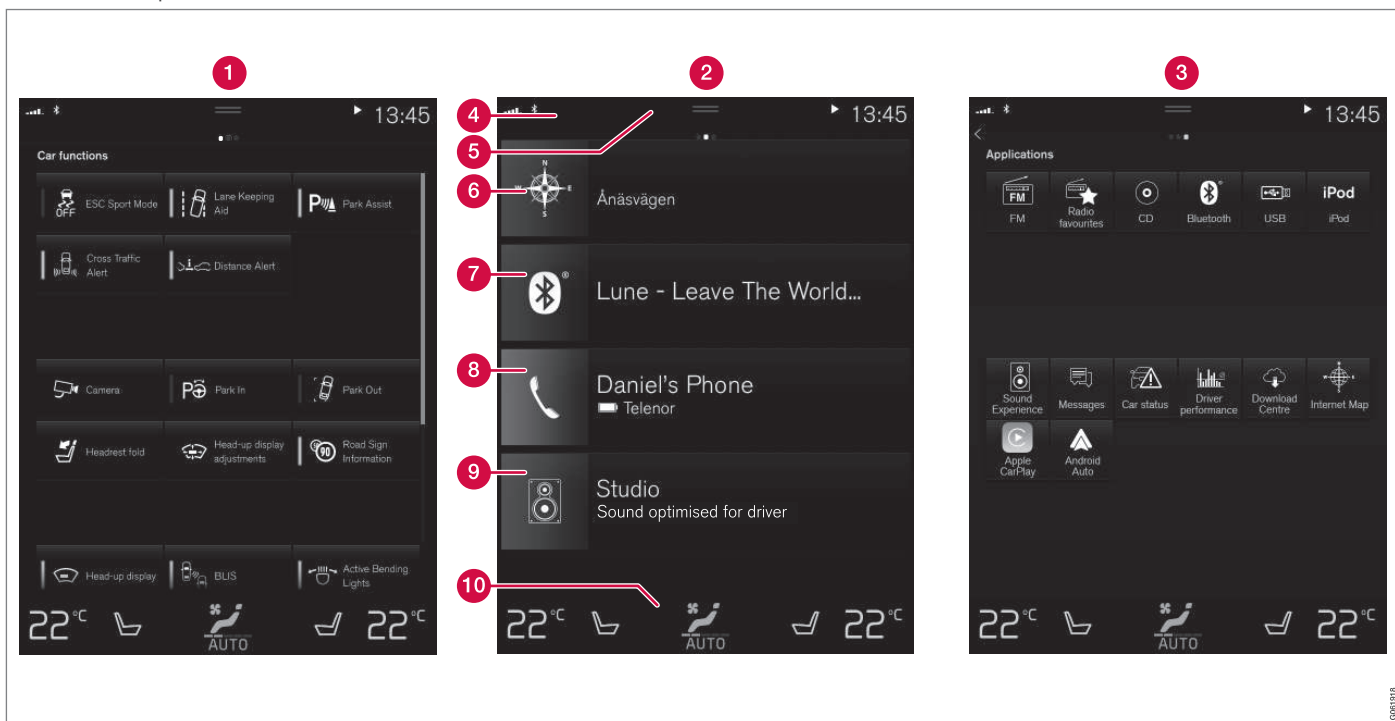 1
2
3
13:45
Car functions
OFF
ESC Sport Mode
Lane Keeping
Aid
P
Park Assist
Cross Traffic
Alert
Distance Alert
Camera
P
Park In
Park Out
Headrest fold
Head-up display
adjustments
90
Road Sign
Information
Head-up display
BLIS
Active Bending
Lights
22°C
AUTO
22°C
4
13:45
5
6
N
W
E
S
Ånäsvägen
7
®
Lune - Leave The World...
8
Daniel's Phone
Telenor
9
Studio
Sound optimised for driver
10
22°C
AUTO
22°C
13:45
Applications
FM
FM
Radio
favourites
CD
Bluetooth
USB
iPod
iPod
Sound
Experience
Messages
Car status
Driver
performance
Download
Centre
Internet Map
Apple
CarPlay
Android
Auto
22°C
AUTO
22°C
G061918